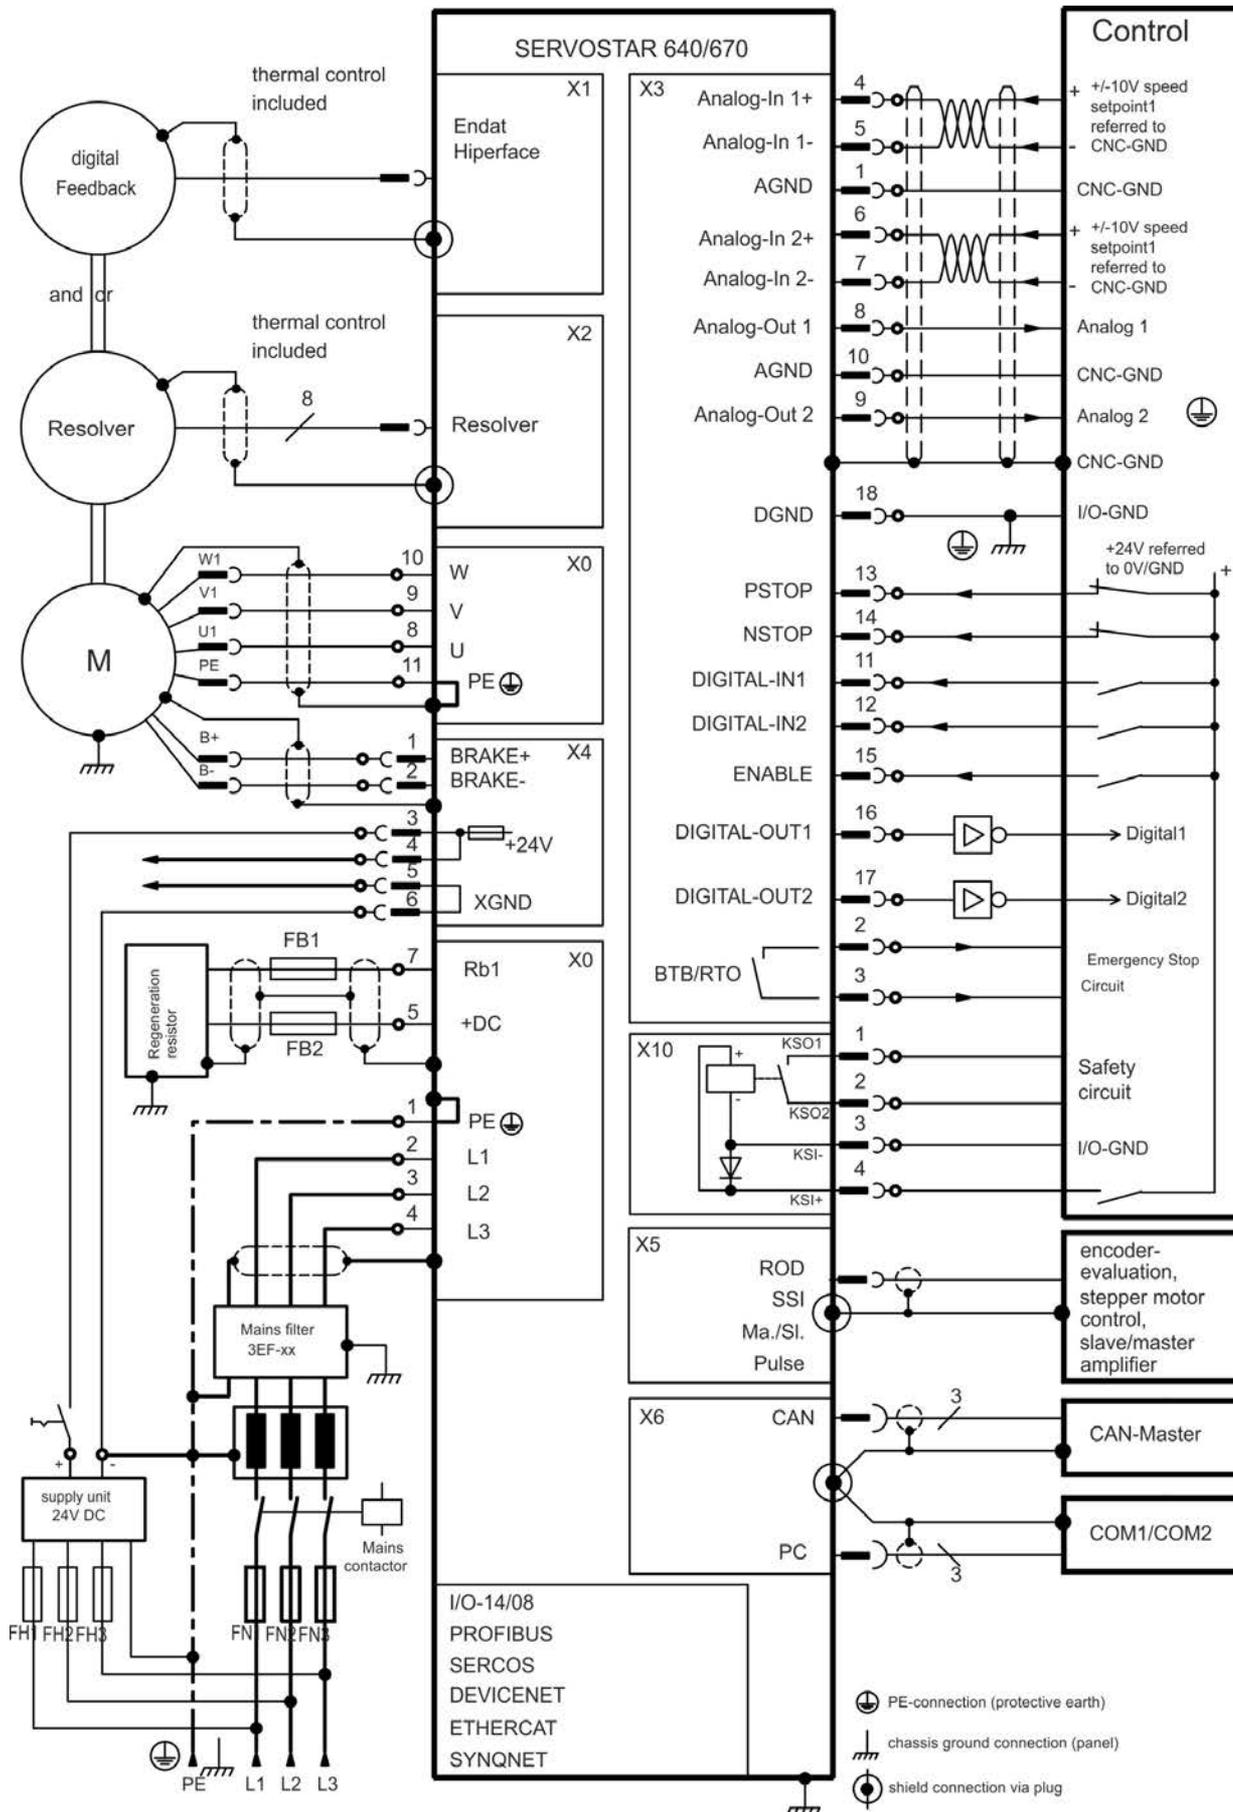 SERVOSTAR 640/670
Control
thermal control
included
digital
Feedback
X1
Endat
Hiperface
and or
thermal control
included
Resolver
8
X2
Resolver
M
W1
V1
U1
PE
10
9
8
11
X0
W
V
U
PE
B+
B-
1
2
3
4
5
6
X4
BRAKE+
BRAKE-
+24V
XGND
Regeneration
resistor
FB1
FB2
7
5
X0
Rb1
+DC
1
2
3
4
PE
L1
L2
L3
Mains filter
3EF-xx
+
-
supply unit
24V DC
Mains
contactor
FH1
FH2
FH3
FN1
FN2
FN3
PE
L1
L2
L3
I/O-14/08
PROFIBUS
SERCOS
DEVICENET
ETHERCAT
SYNQNET
X3
Analog-In 1+
4
+
+/-10V speed
setpoint1
referred to
CNC-GND
Analog-In 1-
5
-
AGND
1
CNC-GND
Analog-In 2+
6
+
+/-10V speed
setpoint1
referred to
CNC-GND
Analog-In 2-
7
-
Analog-Out 1
8
Analog 1
AGND
10
CNC-GND
Analog-Out 2
9
Analog 2
CNC-GND
DGND
18
I/O-GND
+24V referred
to 0V/GND
+
PSTOP
13
NSTOP
14
DIGITAL-IN1
11
DIGITAL-IN2
12
ENABLE
15
DIGITAL-OUT1
16
Digital1
DIGITAL-OUT2
17
Digital2
BTB/RTO
2
3
Emergency Stop
Circuit
X10
+
-
KSO1
1
KSO2
2
Safety
circuit
KSI-
3
I/O-GND
KSI+
4
X5
ROD
SSI
Ma./Sl.
Pulse
encoder-
evaluation,
stepper motor
control,
slave/master
amplifier
X6
CAN
3
CAN-Master
PC
3
COM1/COM2
PE-connection (protective earth)
chassis ground connection (panel)
shield connection via plug